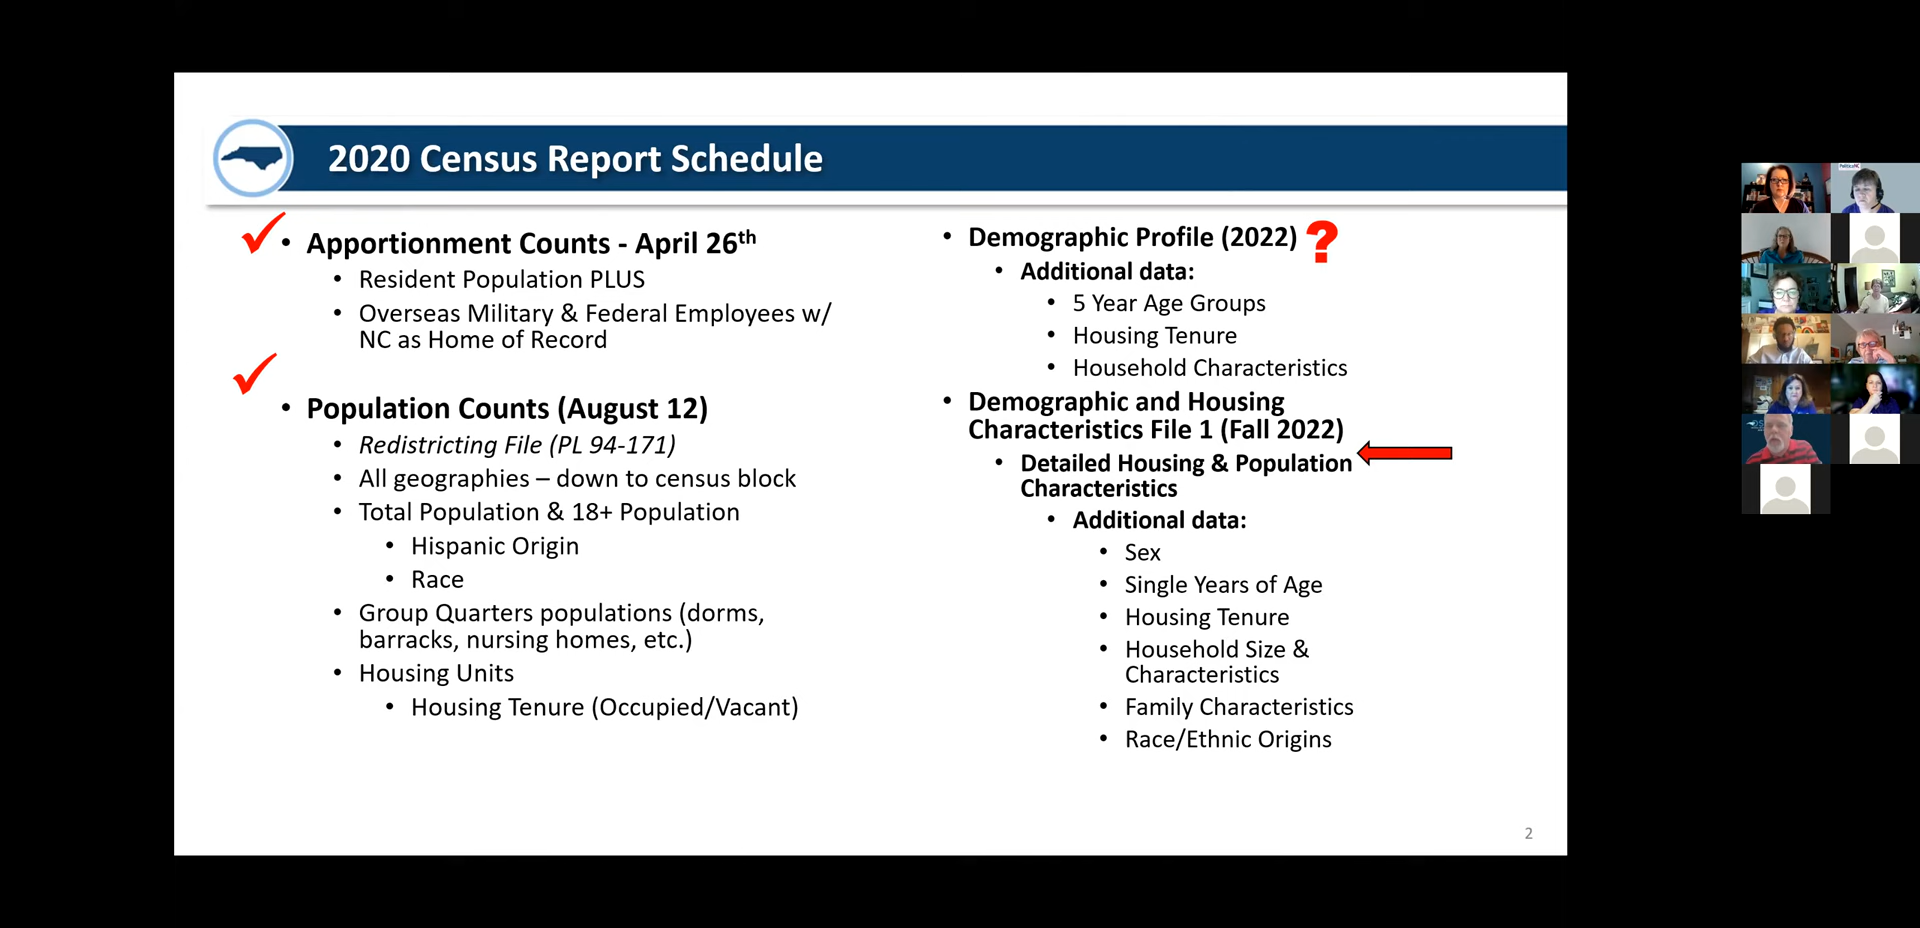 2020 Census Report Schedule
• Apportionment Counts - April 26th
• Resident Population PLUS
• Overseas Military & Federal Employees w/
NC as Home of Record
• Population Counts (August 12)
• Redistricting File (PL 94-171)
• All geographies – down to census block
• Total Population & 18+ Population
• Hispanic Origin
• Race
• Group Quarters populations (dorms,
barracks, nursing homes, etc.)
• Housing Units
• Housing Tenure (Occupied/Vacant)
• Demographic Profile (2022) ?
• Additional data:
• 5 Year Age Groups
• Housing Tenure
• Household Characteristics
• Demographic and Housing
Characteristics File 1 (Fall 2022)
• Detailed Housing & Population
Characteristics
• Additional data:
• Sex
• Single Years of Age
• Housing Tenure
• Household Size &
Characteristics
• Family Characteristics
• Race/Ethnic Origins
2